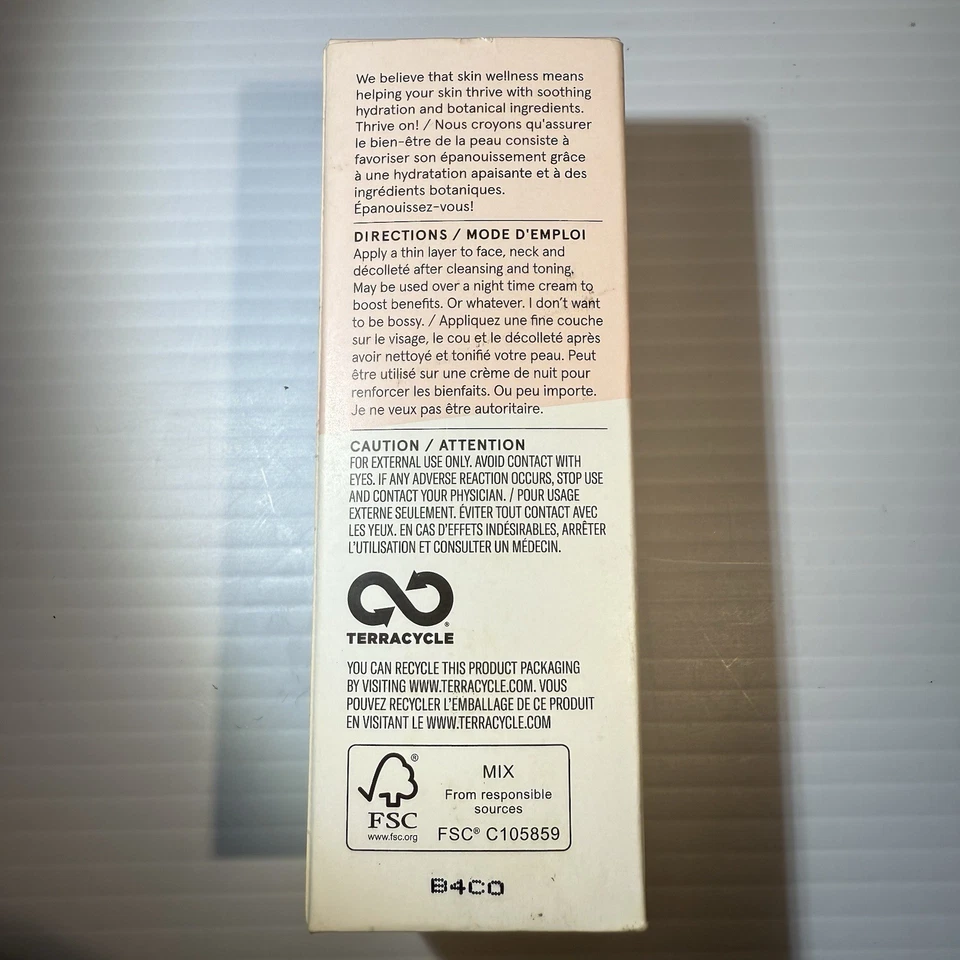 We believe that skin wellness means
helping your skin thrive with soothing
hydration and botanical ingredients.
Thrive on! / Nous croyons qu'assurer
le bien-être de la peau consiste à
favoriser son épanouissement grâce
à une hydratation apaisante et à des
ingrédients botaniques.
Épanouissez-vous!
DIRECTIONS / MODE D'EMPLOI
Apply a thin layer to face, neck and
décolleté after cleansing and toning.
May be used over a night time cream to
boost benefits. Or whatever. I don't want
to be bossy. / Appliquez une fine couche
sur le visage, le cou et le décolleté après
avoir nettoyé et tonifié votre peau. Peut
être utilisé sur une crème de nuit pour
renforcer les bienfaits. Ou peu importe.
Je ne veux pas être autoritaire.
CAUTION / ATTENTION
FOR EXTERNAL USE ONLY. AVOID CONTACT WITH
EYES. IF ANY ADVERSE REACTION OCCURS, STOP USE
AND CONTACT YOUR PHYSICIAN. / POUR USAGE
EXTERNE SEULEMENT. ÉVITER TOUT CONTACT AVEC
LES YEUX. EN CAS D'EFFETS INDÉSIRABLES, ARRÊTER
L'UTILISATION ET CONSULTER UN MÉDECIN.
TERRACYCLE®
YOU CAN RECYCLE THIS PRODUCT PACKAGING
BY VISITING WWW.TERRACYCLE.COM. VOUS
POUVEZ RECYCLER L'EMBALLAGE DE CE PRODUIT
EN VISITANT LE WWW.TERRACYCLE.COM
®
FSC
www.fsc.org
MIX
From responsible
sources
FSC® C105859
B4C0